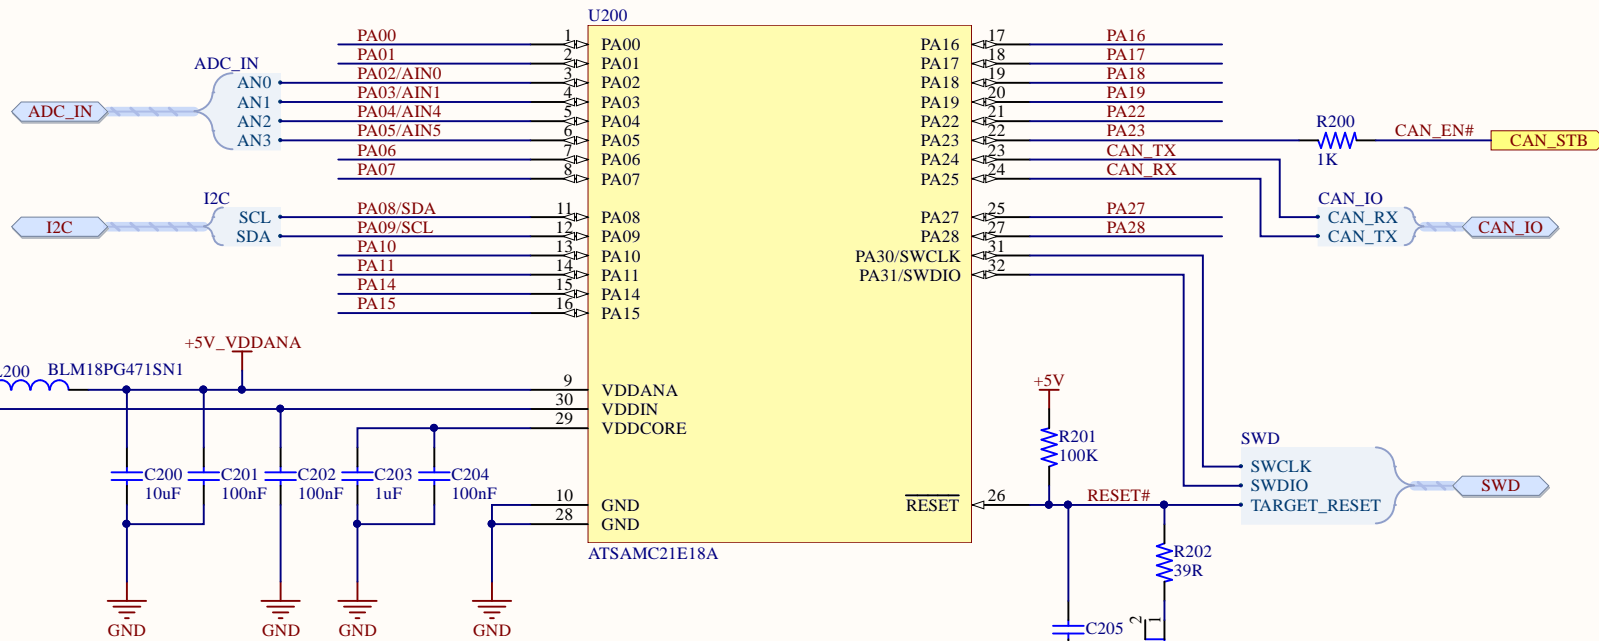 U200
PA00 1 PA00
PA01 2 PA01
ADC_IN
PA02/AIN0 3 PA02
AN0
PA03/AIN1 4 PA03
AN1
ADC_IN
PA04/AIN4 5 PA04
AN2
PA05/AIN5 6 PA05
AN3
PA06 7 PA06
PA07 8 PA07
I2C
PA08/SDA 11 PA08
SCL
I2C
PA09/SCL 12 PA09
SDA
PA10 13 PA10
PA11 14 PA11
PA14 15 PA14
PA15 16 PA15
PA16 17 PA16
PA17 18 PA17
PA18 19 PA18
PA19 20 PA19
PA22 21 PA22
PA23 22 PA23
R200
1K
CAN_EN#
CAN_STB
PA24 23 CAN_TX
PA25 24 CAN_RX
CAN_IO
PA27 25 PA27
CAN_RX
CAN_IO
PA28 27 PA28
CAN_TX
PA30/SWCLK 31
PA31/SWDIO 32
+5V_VDDANA
L200 BLM18PG471SN1
9 VDDANA
30 VDDIN
29 VDDCORE
C200
10uF
C201
100nF
C202
100nF
C203
1uF
C204
100nF
10 GND
28 GND
ATSAMC21E18A
GND
GND
GND
GND
+5V
R201
100K
SWD
SWCLK
SWDIO
SWD
RESET 26 RESET#
TARGET_RESET
R202
39R
C205
2
1